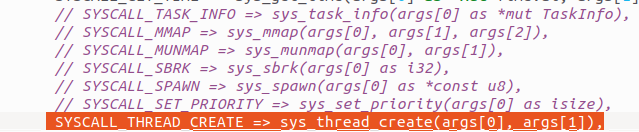 // SYSCALL_TASK_INFO => sys_task_info(args[0] as *mut TaskInfo),
// SYSCALL_MMAP => sys_mmap(args[0], args[1], args[2]),
// SYSCALL_MUNMAP => sys_munmap(args[0], args[1]),
// SYSCALL_SBRK => sys_sbrk(args[0] as i32),
// SYSCALL_SPAWN => sys_spawn(args[0] as *const u8),
// SYSCALL_SET_PRIORITY => sys_set_priority(args[0] as isize),
SYSCALL_THREAD_CREATE => sys_thread_create(args[0], args[1]),